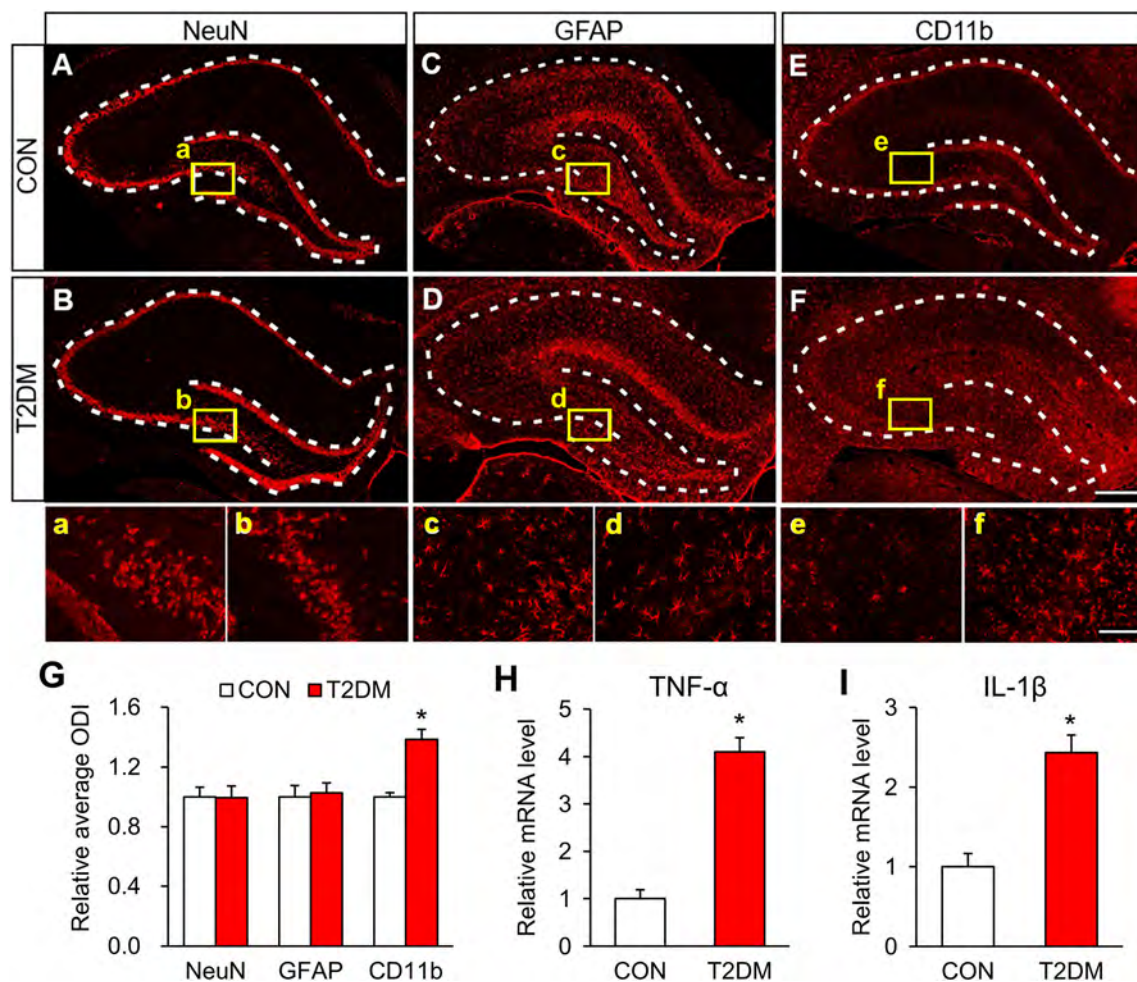 NeuN GFAP CD11b
CON
A C E
a c e
T2DM
B D F
b d f
a b c d e f
G
CON T2DM
Relative average ODI
1.6
1.2
0.8
0.4
0.0
*
NeuN GFAP CD11b
H
TNF-α
Relative mRNA level
5
4
3
2
1
0
*
CON T2DM
I
IL-1β
Relative mRNA level
3
2
1
0
*
CON T2DM